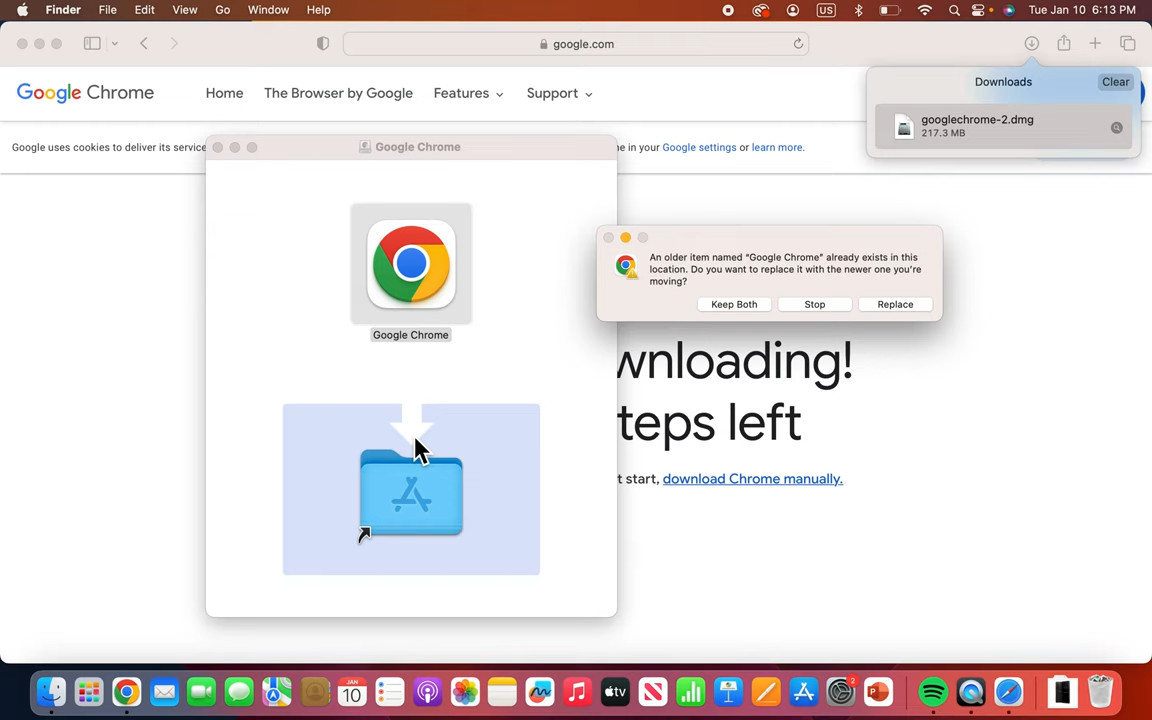 Finder File Edit View Go Window Help US Tue Jan 10 6:13 PM
google.com
Google Chrome Home The Browser by Google Features Support
Downloads Clear
googlechrome-2.dmg
217.3 MB
Google uses cookies to deliver its service
e in your Google settings or learn more.
Google Chrome
Google Chrome
An older item named “Google Chrome” already exists in this
location. Do you want to replace it with the newer one you’re
moving?
Keep Both Stop Replace
wnloading!
teps left
t start, download Chrome manually.
JAN
10
tv
2